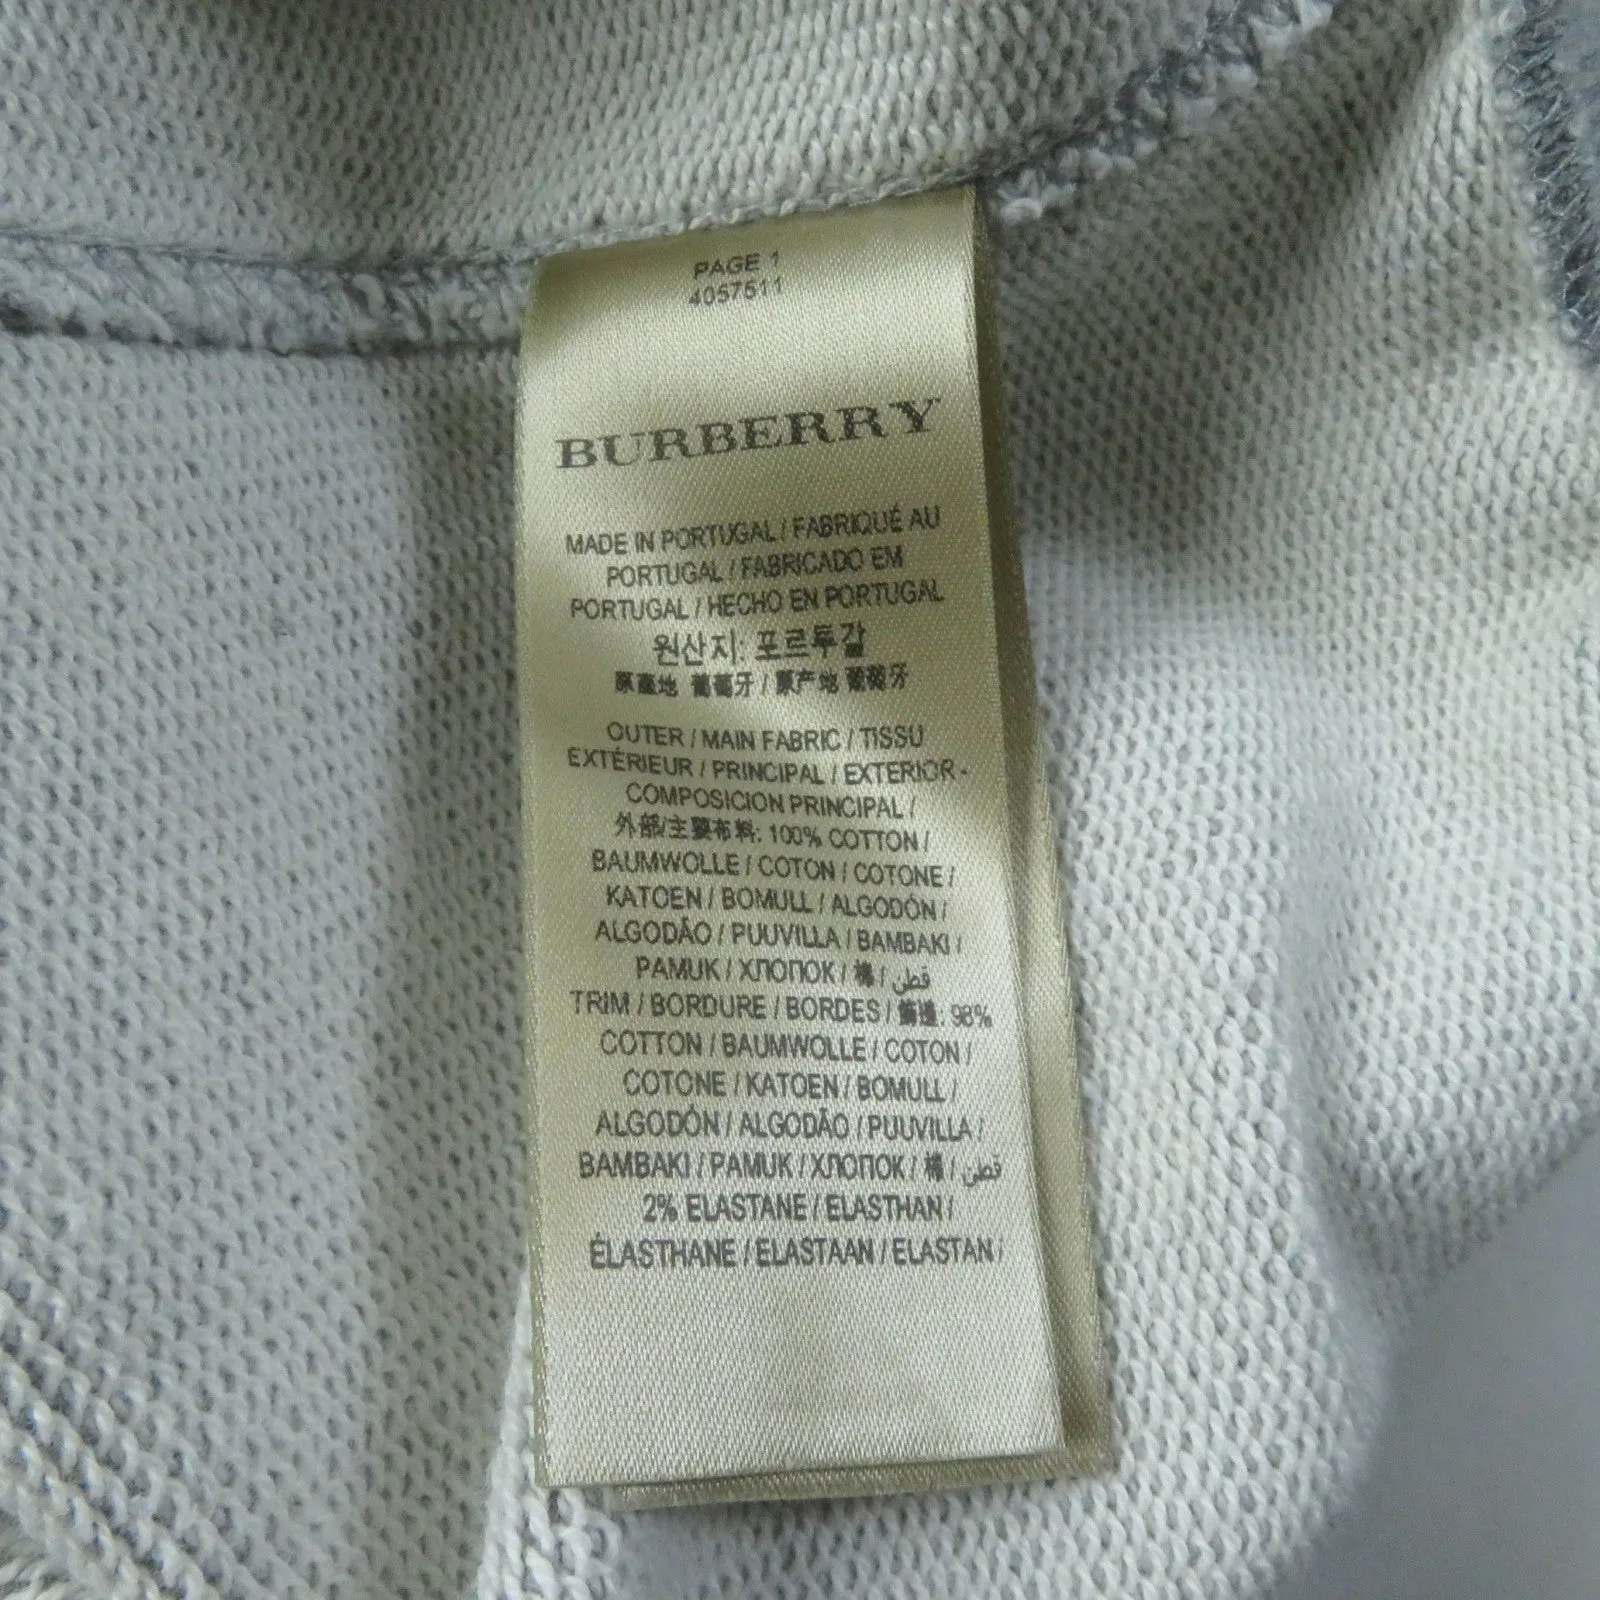 PAGE 1
4057511
BURBERRY
MADE IN PORTUGAL / FABRIQUÉ AU
PORTUGAL / FABRICADO EM
PORTUGAL / HECHO EN PORTUGAL
원산지: 포르투갈
原產地 葡萄牙 / 原产地 葡萄牙
OUTER / MAIN FABRIC / TISSU
EXTÉRIEUR / PRINCIPAL / EXTERIOR -
COMPOSICION PRINCIPAL /
外部/主要布料: 100% COTTON /
BAUMWOLLE / COTON / COTONE /
KATOEN / BOMULL / ALGODÓN /
ALGODÃO / PUUVILLA / BAMBAKI /
PAMUK / ХЛОПОК / 棉 / قطن
TRIM / BORDURE / BORDES / 鑲邊: 98%
COTTON / BAUMWOLLE / COTON /
COTONE / KATOEN / BOMULL /
ALGODÓN / ALGODÃO / PUUVILLA /
BAMBAKI / PAMUK / ХЛОПОК / 棉 / قطن
2% ELASTANE / ELASTHAN /
ÉLASTHANE / ELASTAAN / ELASTAN /